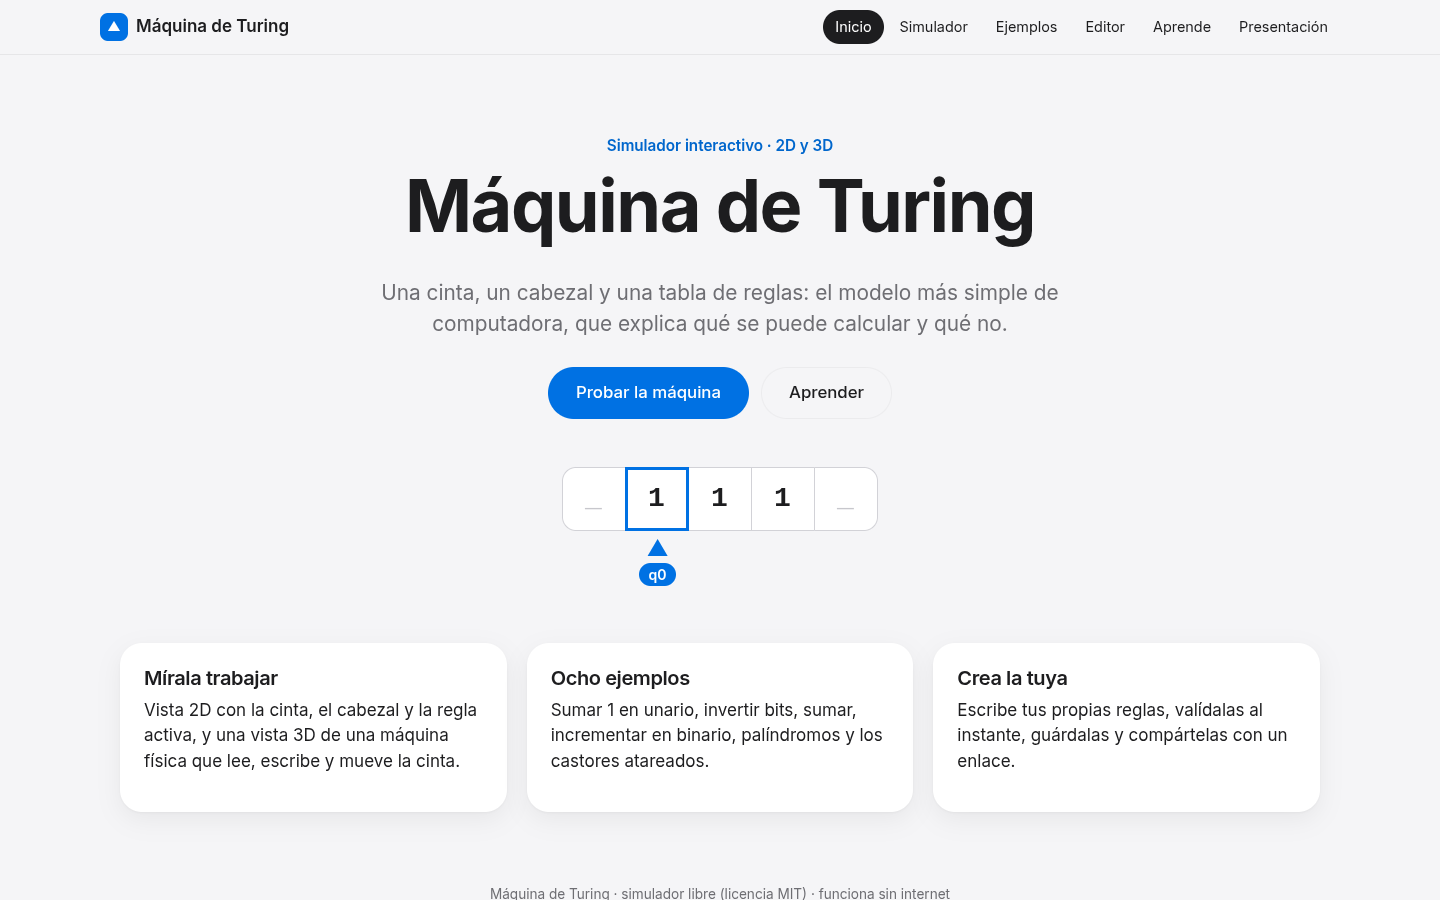 Máquina de Turing
Inicio Simulador Ejemplos Editor Aprende Presentación
Simulador interactivo · 2D y 3D
Máquina de Turing
Una cinta, un cabezal y una tabla de reglas: el modelo más simple de
computadora, que explica qué se puede calcular y qué no.
Probar la máquina Aprender
_ 1 1 1 _
q0
Mírala trabajar
Vista 2D con la cinta, el cabezal y la regla
activa, y una vista 3D de una máquina
física que lee, escribe y mueve la cinta.
Ocho ejemplos
Sumar 1 en unario, invertir bits, sumar,
incrementar en binario, palíndromos y los
castores atareados.
Crea la tuya
Escribe tus propias reglas, valídalas al
instante, guárdalas y compártelas con un
enlace.
Máquina de Turing · simulador libre (licencia MIT) · funciona sin internet